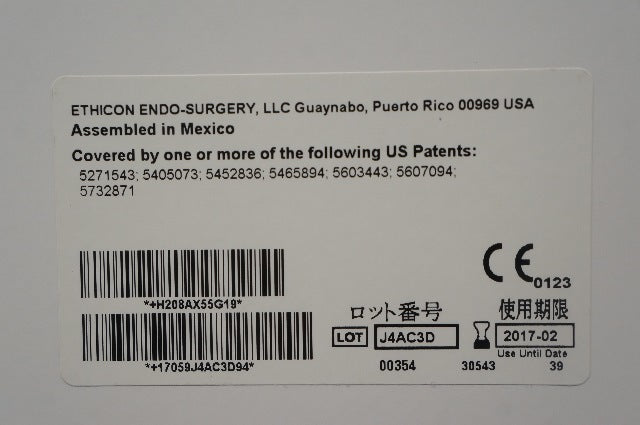 ETHICON ENDO-SURGERY, LLC Guaynabo, Puerto Rico 00969 USA
Assembled in Mexico
Covered by one or more of the following US Patents:
5271543; 5405073; 5452836; 5465894; 5603443; 5607094;
5732871
CE 0123
*+H208AX55G19*
ロット番号 使用期限
LOT J4AC3D 2017-02
Use Until Date
*+17059J4AC3D94* 00354 30543 39